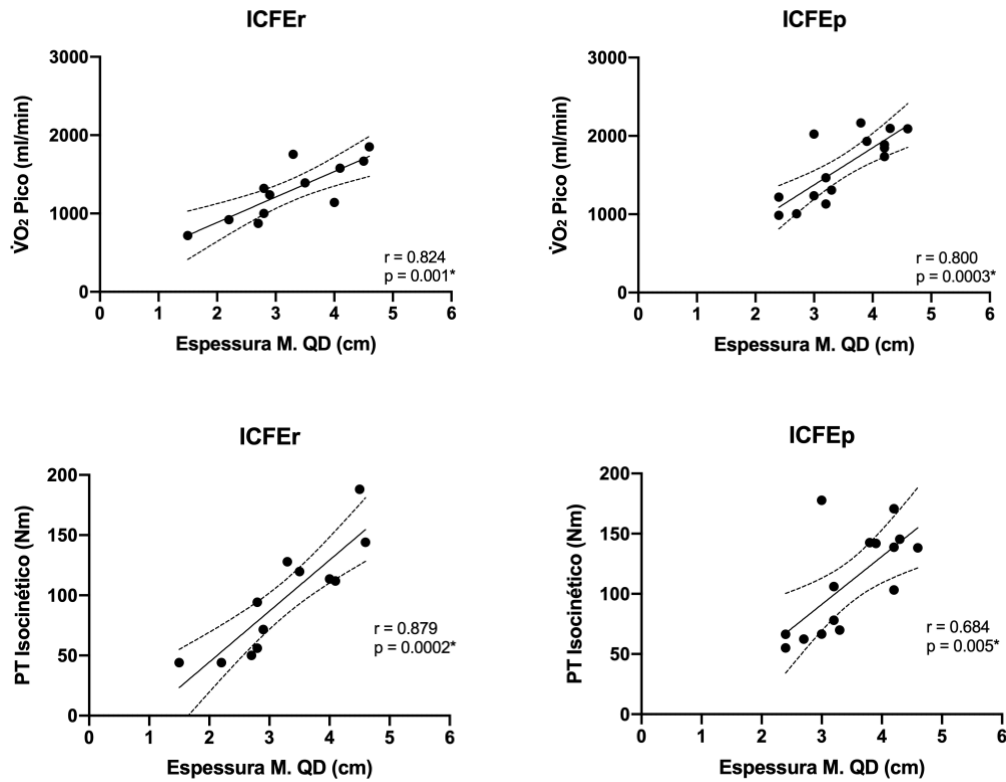 ICFEr
3000
2000
1000
0
V̇O₂ Pico (ml/min)
r = 0.824
p = 0.001*
0 1 2 3 4 5 6
Espessura M. QD (cm)
ICFEp
3000
2000
1000
0
V̇O₂ Pico (ml/min)
r = 0.800
p = 0.0003*
0 1 2 3 4 5 6
Espessura M. QD (cm)
ICFEr
200
150
100
50
0
PT Isocinético (Nm)
r = 0.879
p = 0.0002*
0 1 2 3 4 5 6
Espessura M. QD (cm)
ICFEp
200
150
100
50
0
PT Isocinético (Nm)
r = 0.684
p = 0.005*
0 1 2 3 4 5 6
Espessura M. QD (cm)